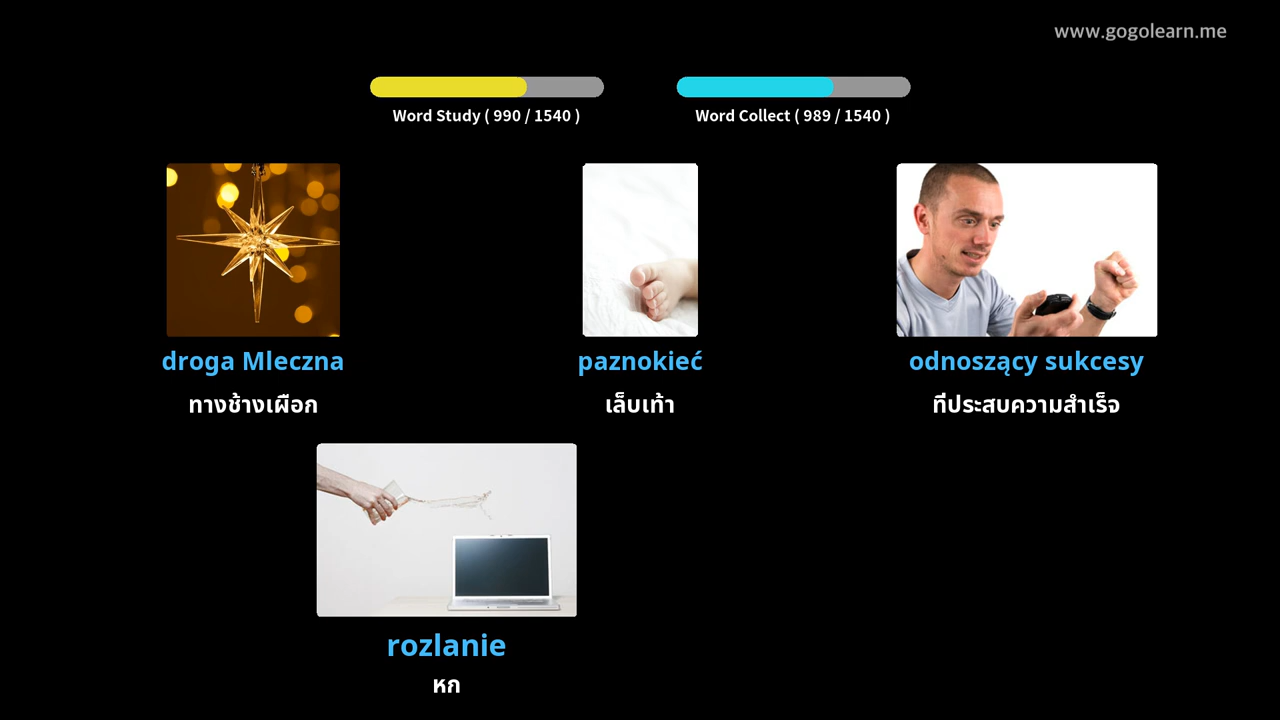 www.gogolearn.me
Word Study ( 990 / 1540 )
Word Collect ( 989 / 1540 )
droga Mleczna
ทางช้างเผือก
paznokieć
เล็บเท้า
odnoszący sukcesy
ที่ประสบความสำเร็จ
rozlanie
หก